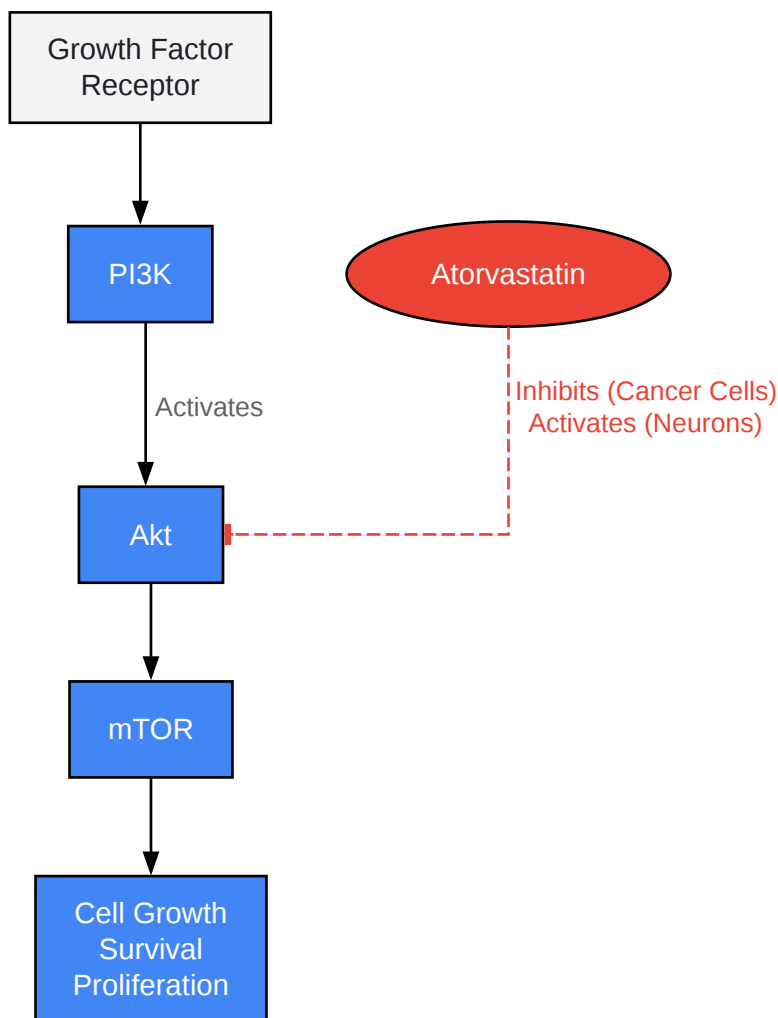 Growth Factor
Receptor
PI3K
Atorvastatin
Activates
Inhibits (Cancer Cells)
Activates (Neurons)
Akt
mTOR
Cell Growth
Survival
Proliferation